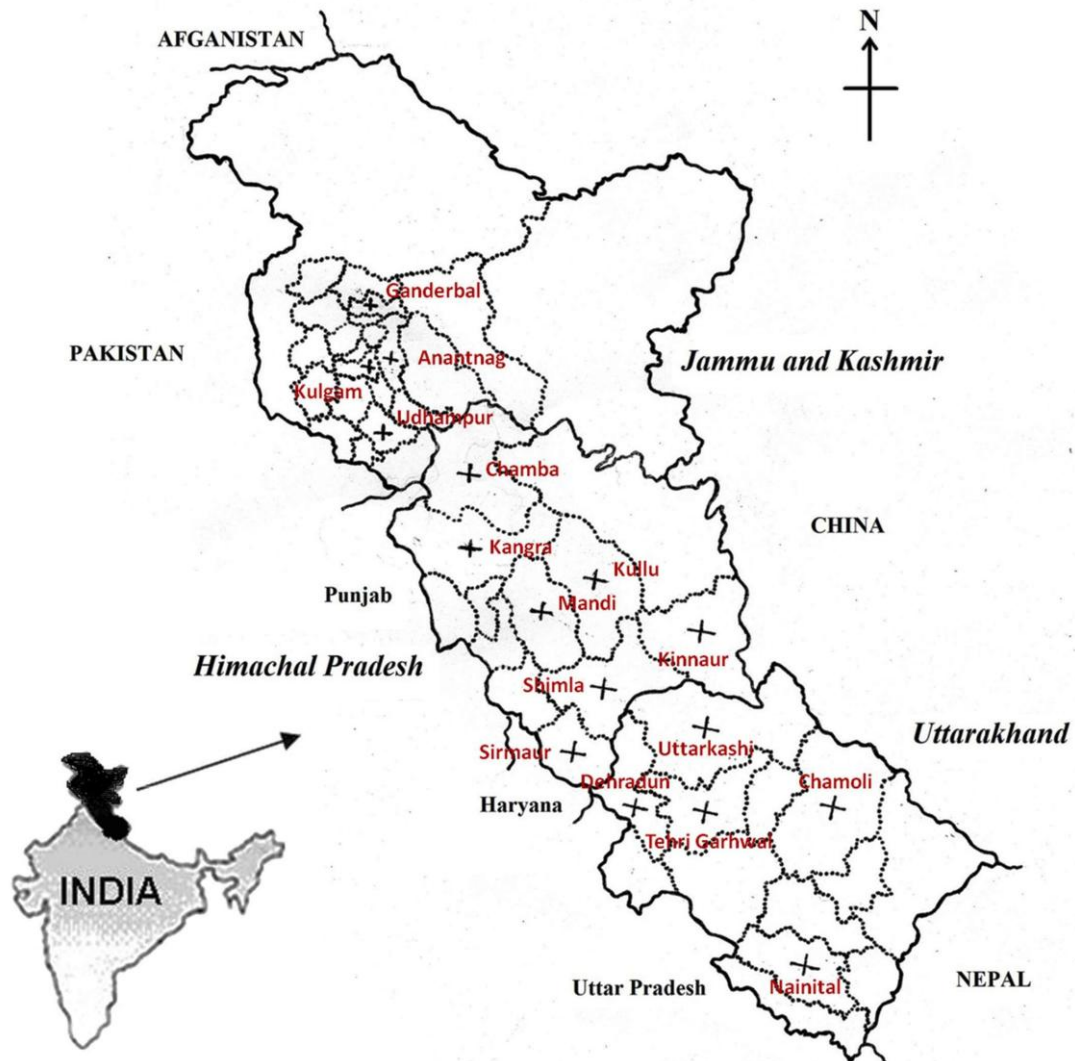 AFGANISTAN
N
Ganderbal
PAKISTAN
Anantnag
Jammu and Kashmir
Kulgam
Udhampur
Chamba
CHINA
Kangra
Kullu
Punjab
Mandi
Himachal Pradesh
Kinnaur
Shimla
Uttarakhand
Sirmaur
Uttarkashi
Dehradun
Chamoli
Haryana
Tehri Garhwal
INDIA
NEPAL
Uttar Pradesh
Nainital